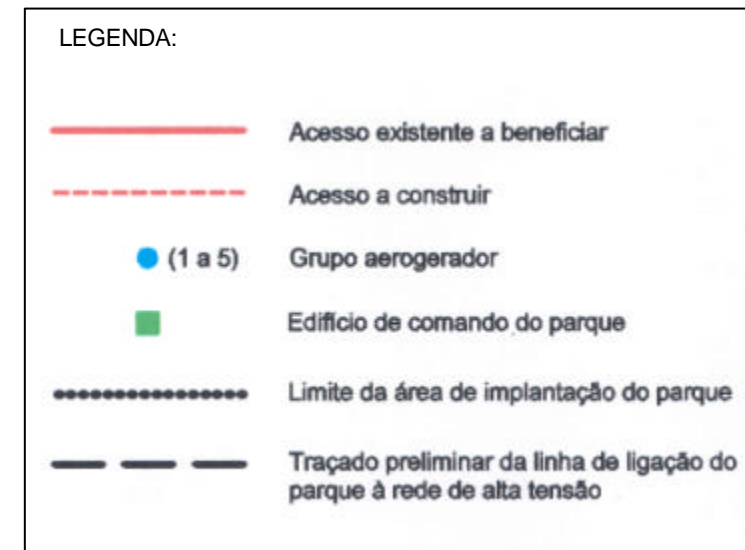 LEGENDA:
Acesso existente a beneficiar
Acesso a construir
(1 a 5) Grupo aerogerador
Edifício de comando do parque
Limite da área de implantação do parque
Traçado preliminar da linha de ligação do
parque à rede de alta tensão